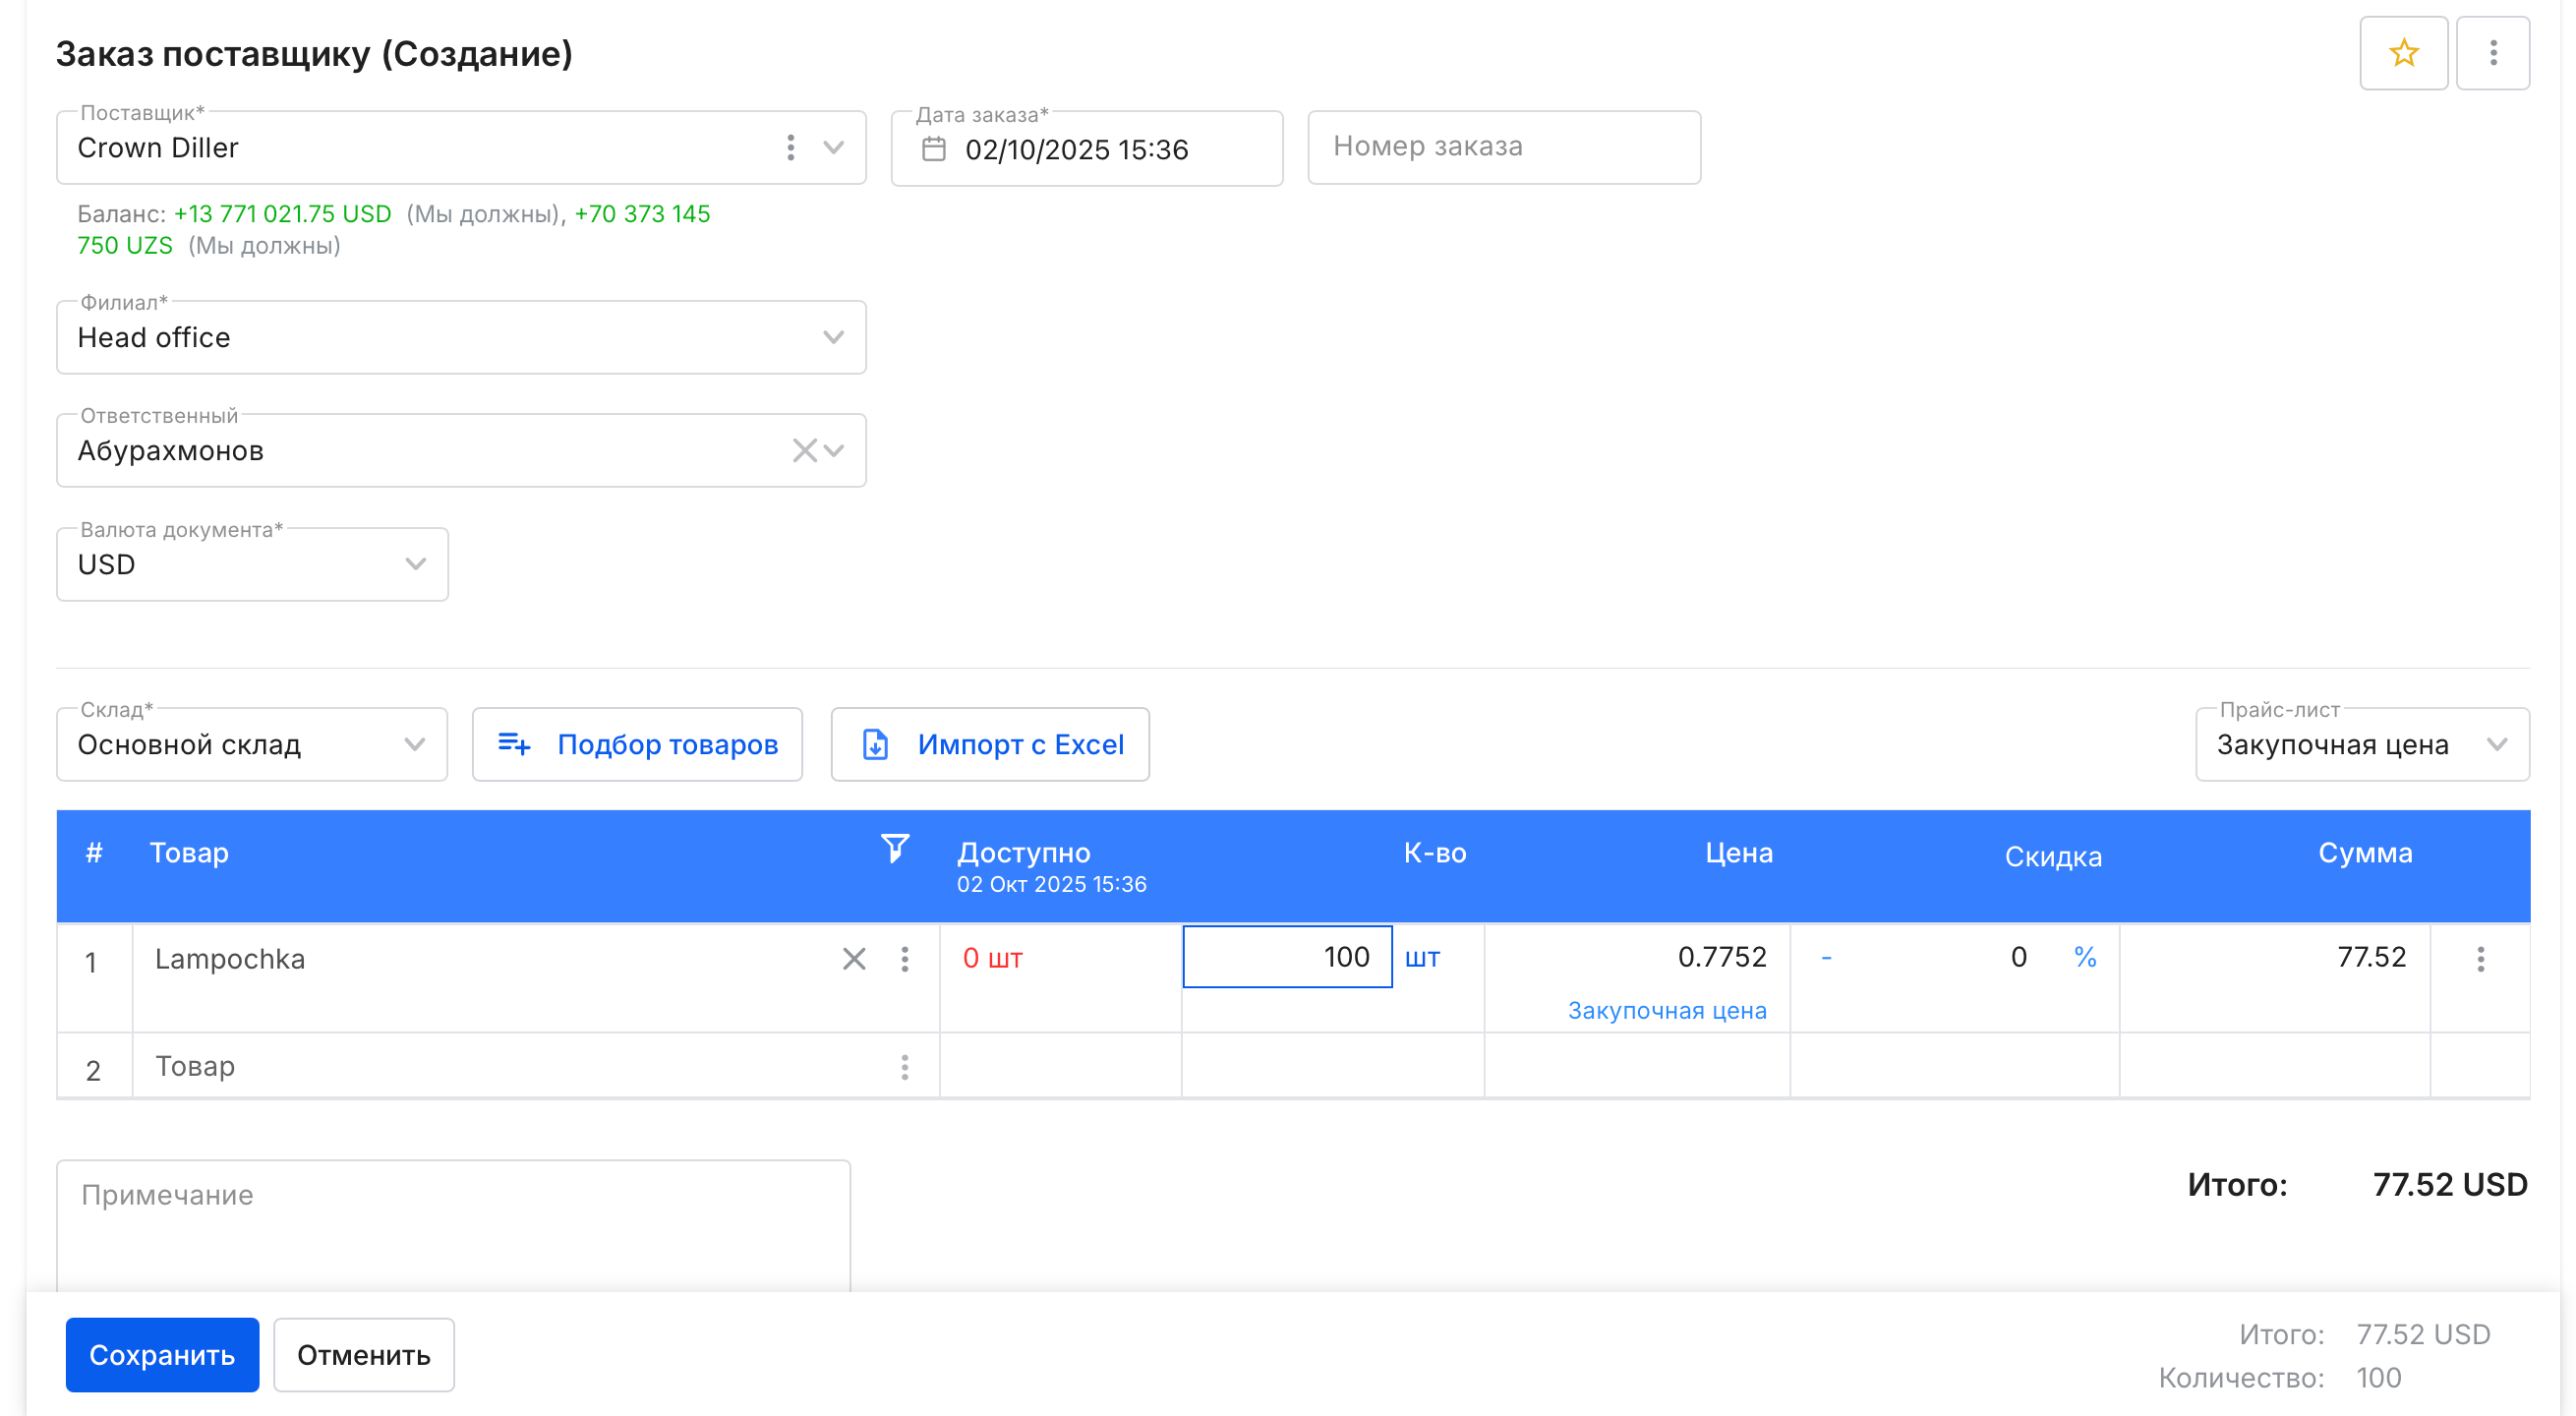 Заказ поставщику (Создание)
Поставщик*
Crown Diller
Дата заказа*
02/10/2025 15:36
Номер заказа
Баланс: +13 771 021.75 USD (Мы должны), +70 373 145
750 UZS (Мы должны)
Филиал*
Head office
Ответственный
Абурахмонов
Валюта документа*
USD
Склад*
Основной склад
Подбор товаров
Импорт с Excel
Прайс-лист
Закупочная цена
# Товар Доступно К-во Цена Скидка Сумма
02 Окт 2025 15:36
1 Lampochka 0 шт 100 шт 0.7752 - 0 % 77.52
Закупочная цена
2 Товар
Примечание
Итого: 77.52 USD
Сохранить
Отменить
Итого: 77.52 USD
Количество: 100